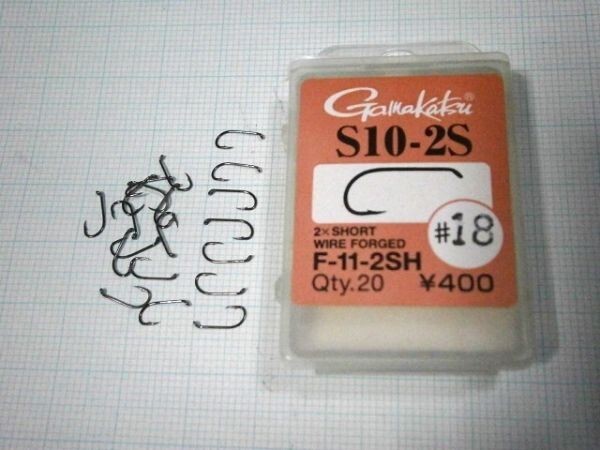 Gamakatsu®
S10-2S
2×SHORT
WIRE FORGED
#18
F-11-2SH
Qty.20 ¥400